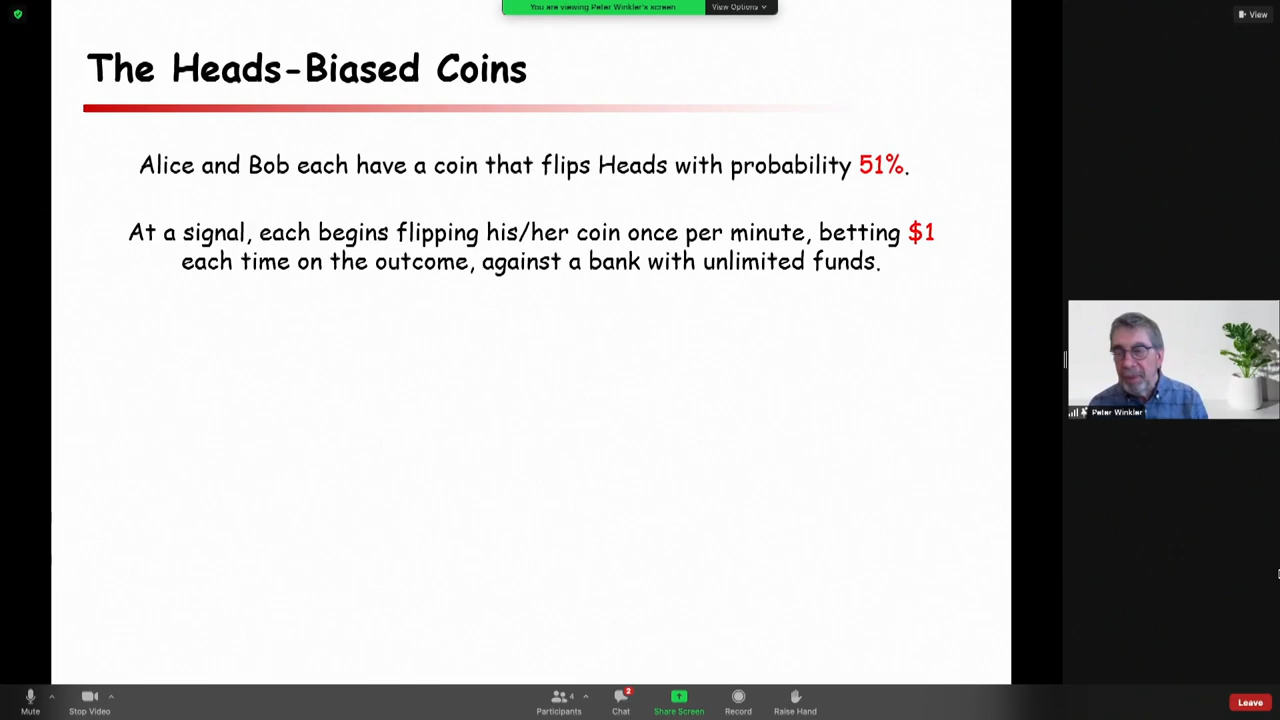 You are viewing Peter Winkler's screen
View Options
View
The Heads-Biased Coins
Alice and Bob each have a coin that flips Heads with probability 51%.
At a signal, each begins flipping his/her coin once per minute, betting $1
each time on the outcome, against a bank with unlimited funds.
Peter Winkler
Mute
Stop Video
4
Participants
2
Chat
Share Screen
Record
Raise Hand
Leave